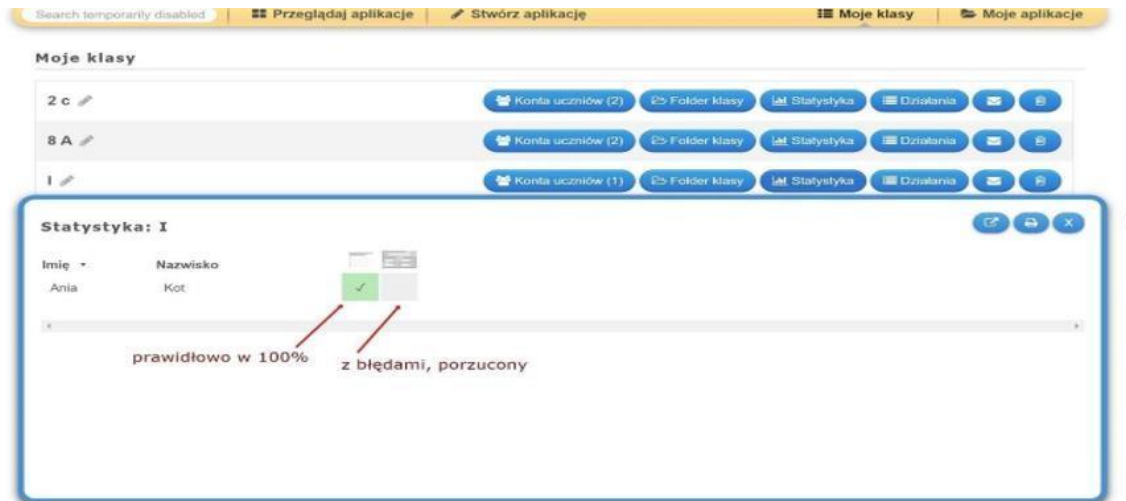 Search temporarily disabled Przeglądaj aplikacje Stwórz aplikację Moje klasy Moje aplikacje
Moje klasy
2 c Konta uczniów (2) Folder klasy Statystyka Działania
8 A Konta uczniów (2) Folder klasy Statystyka Działania
I Konta uczniów (1) Folder klasy Statystyka Działania
Statystyka: I X
Imię Nazwisko
Ania Kot ✓
prawidłowo w 100%
z błędami, porzucony